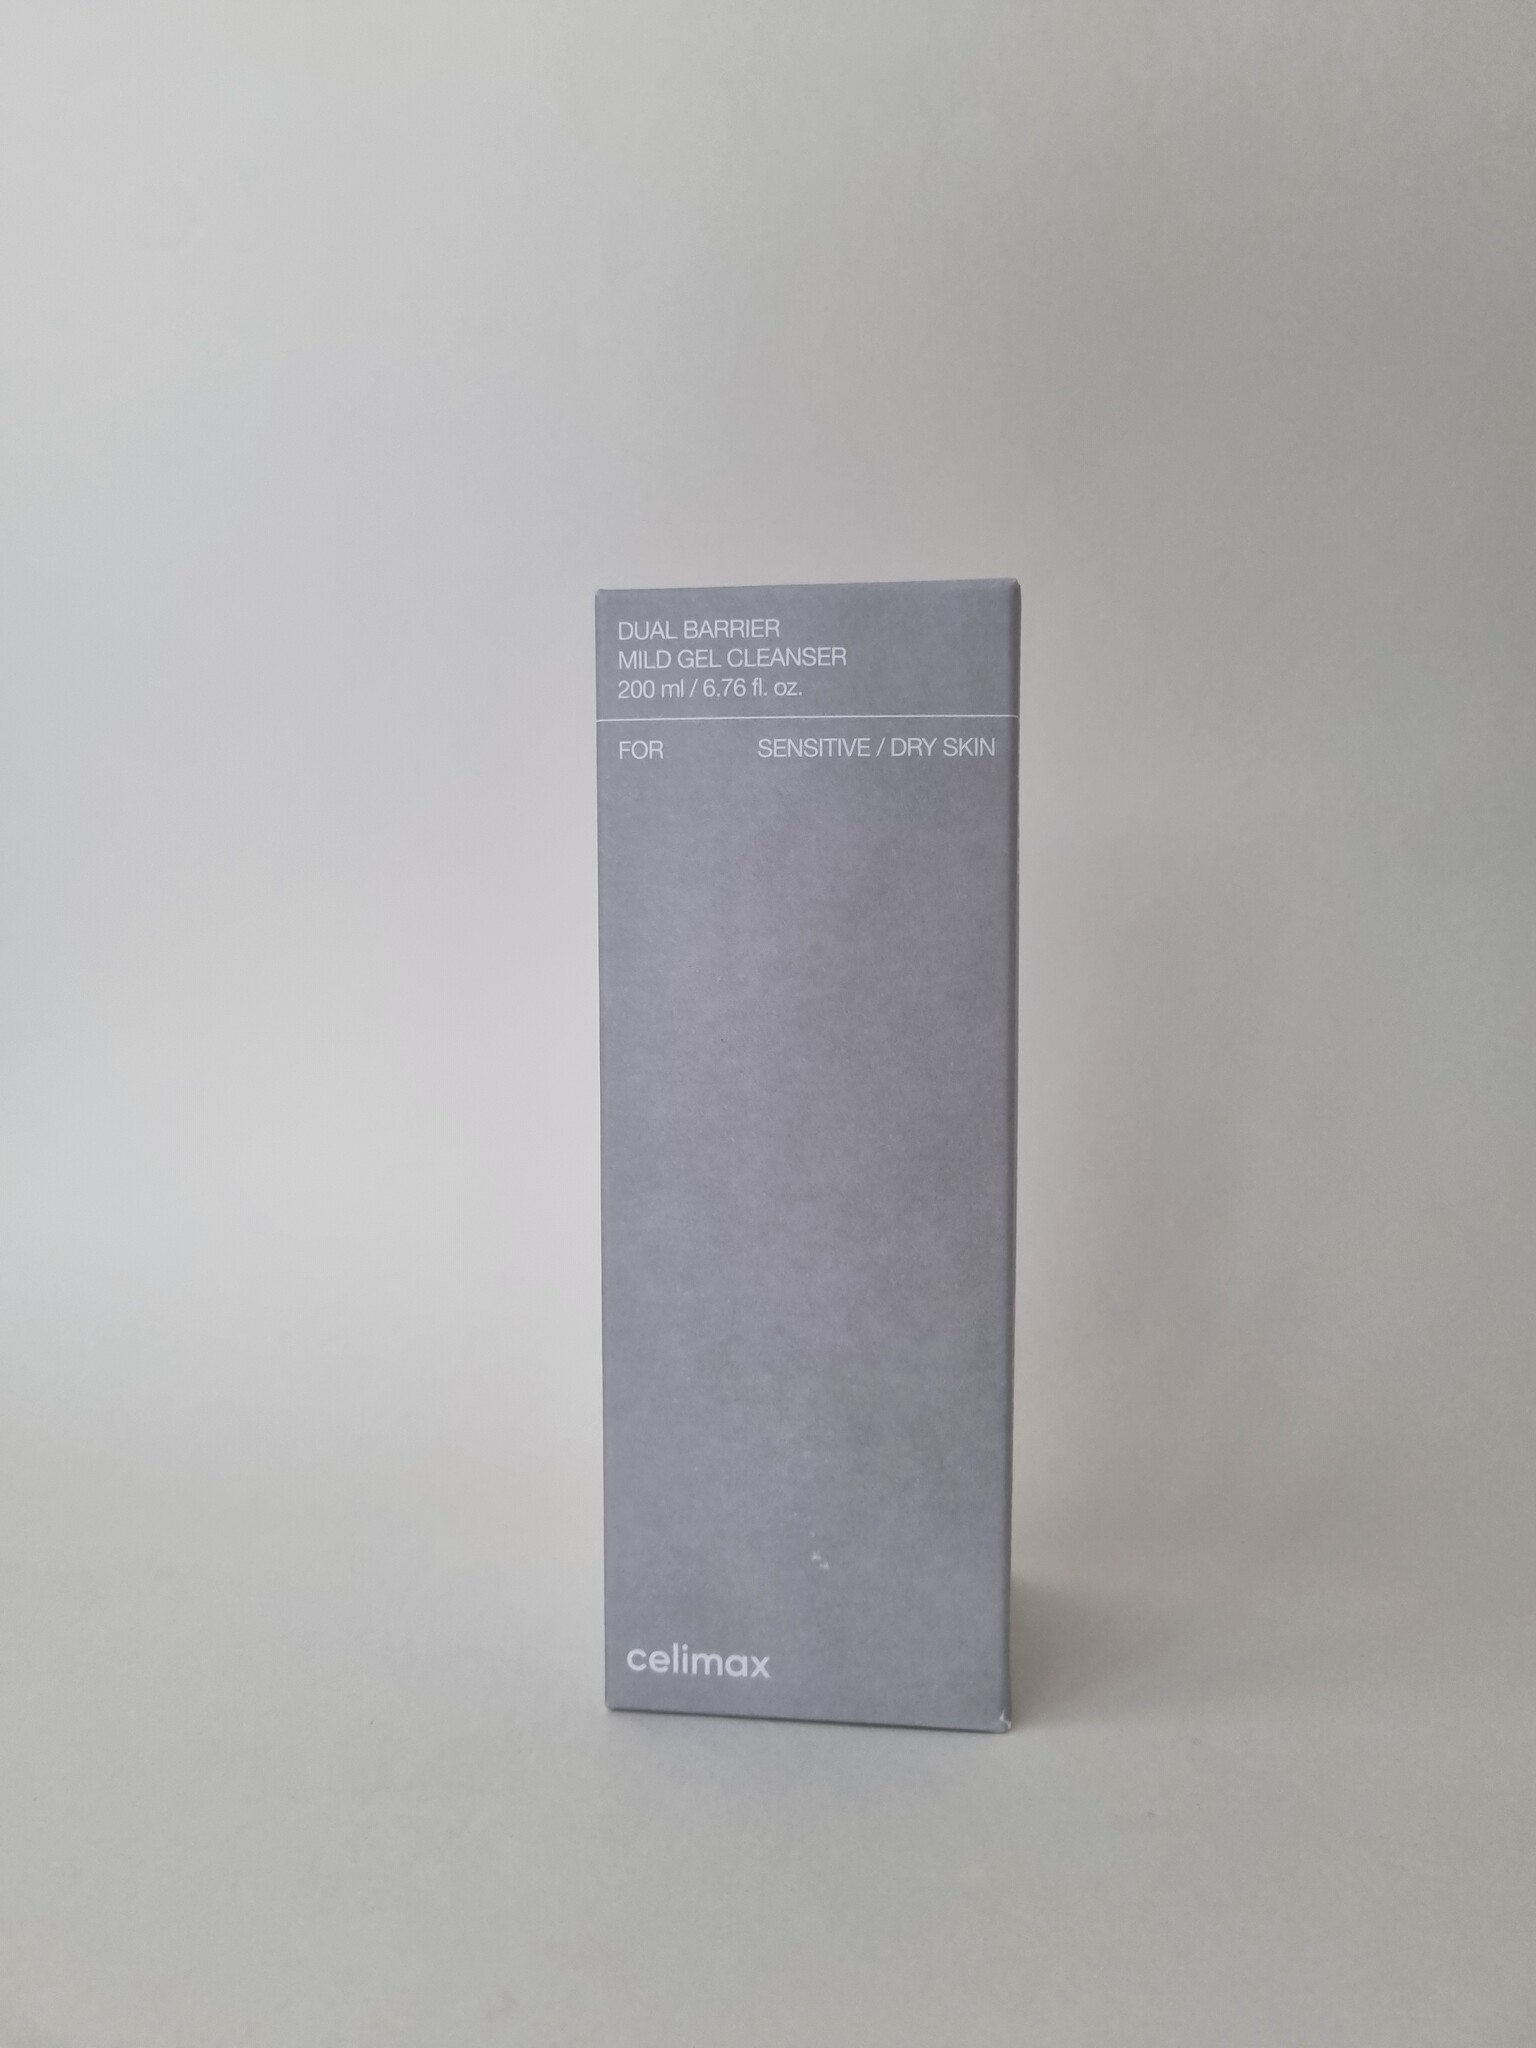 DUAL BARRIER
MILD GEL CLEANSER
200 ml / 6.76 fl. oz.
FOR SENSITIVE / DRY SKIN
celimax